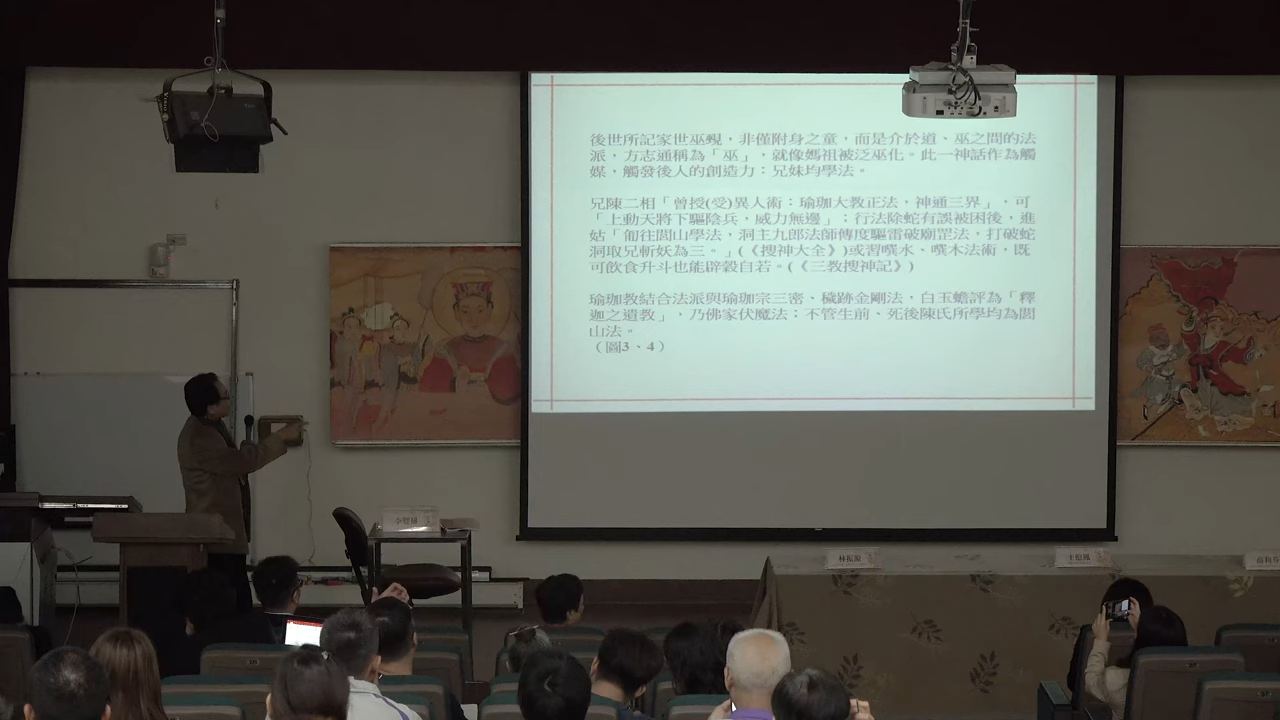 後世所記家世巫覡，非僅附身之童，而是介於道、巫之間的法
派，方志通稱為「巫」，就像媽祖被泛巫化。此一神話作為觸
媒，觸發後人的創造力：兄妹均學法。
兄陳二相「曾授(受)異人術：瑜珈大教正法，神通三界」，可
「上動天將下驅陰兵，威力無邊」；行法除蛇有誤被困後，進
姑「匍往閭山學法，洞主九郎法師傳度驅雷破廟罡法，打破蛇
洞取兄斬妖為三。」(《搜神大全》)或習噀水、噀木法術，既
可飲食升斗也能辟穀自若。(《三教搜神記》)
瑜珈教結合法派與瑜珈宗三密、穢跡金剛法，白玉蟾評為「釋
迦之遺教」，乃佛家伏魔法；不管生前、死後陳氏所學均為閭
山法。
（圖3、4）
林振源